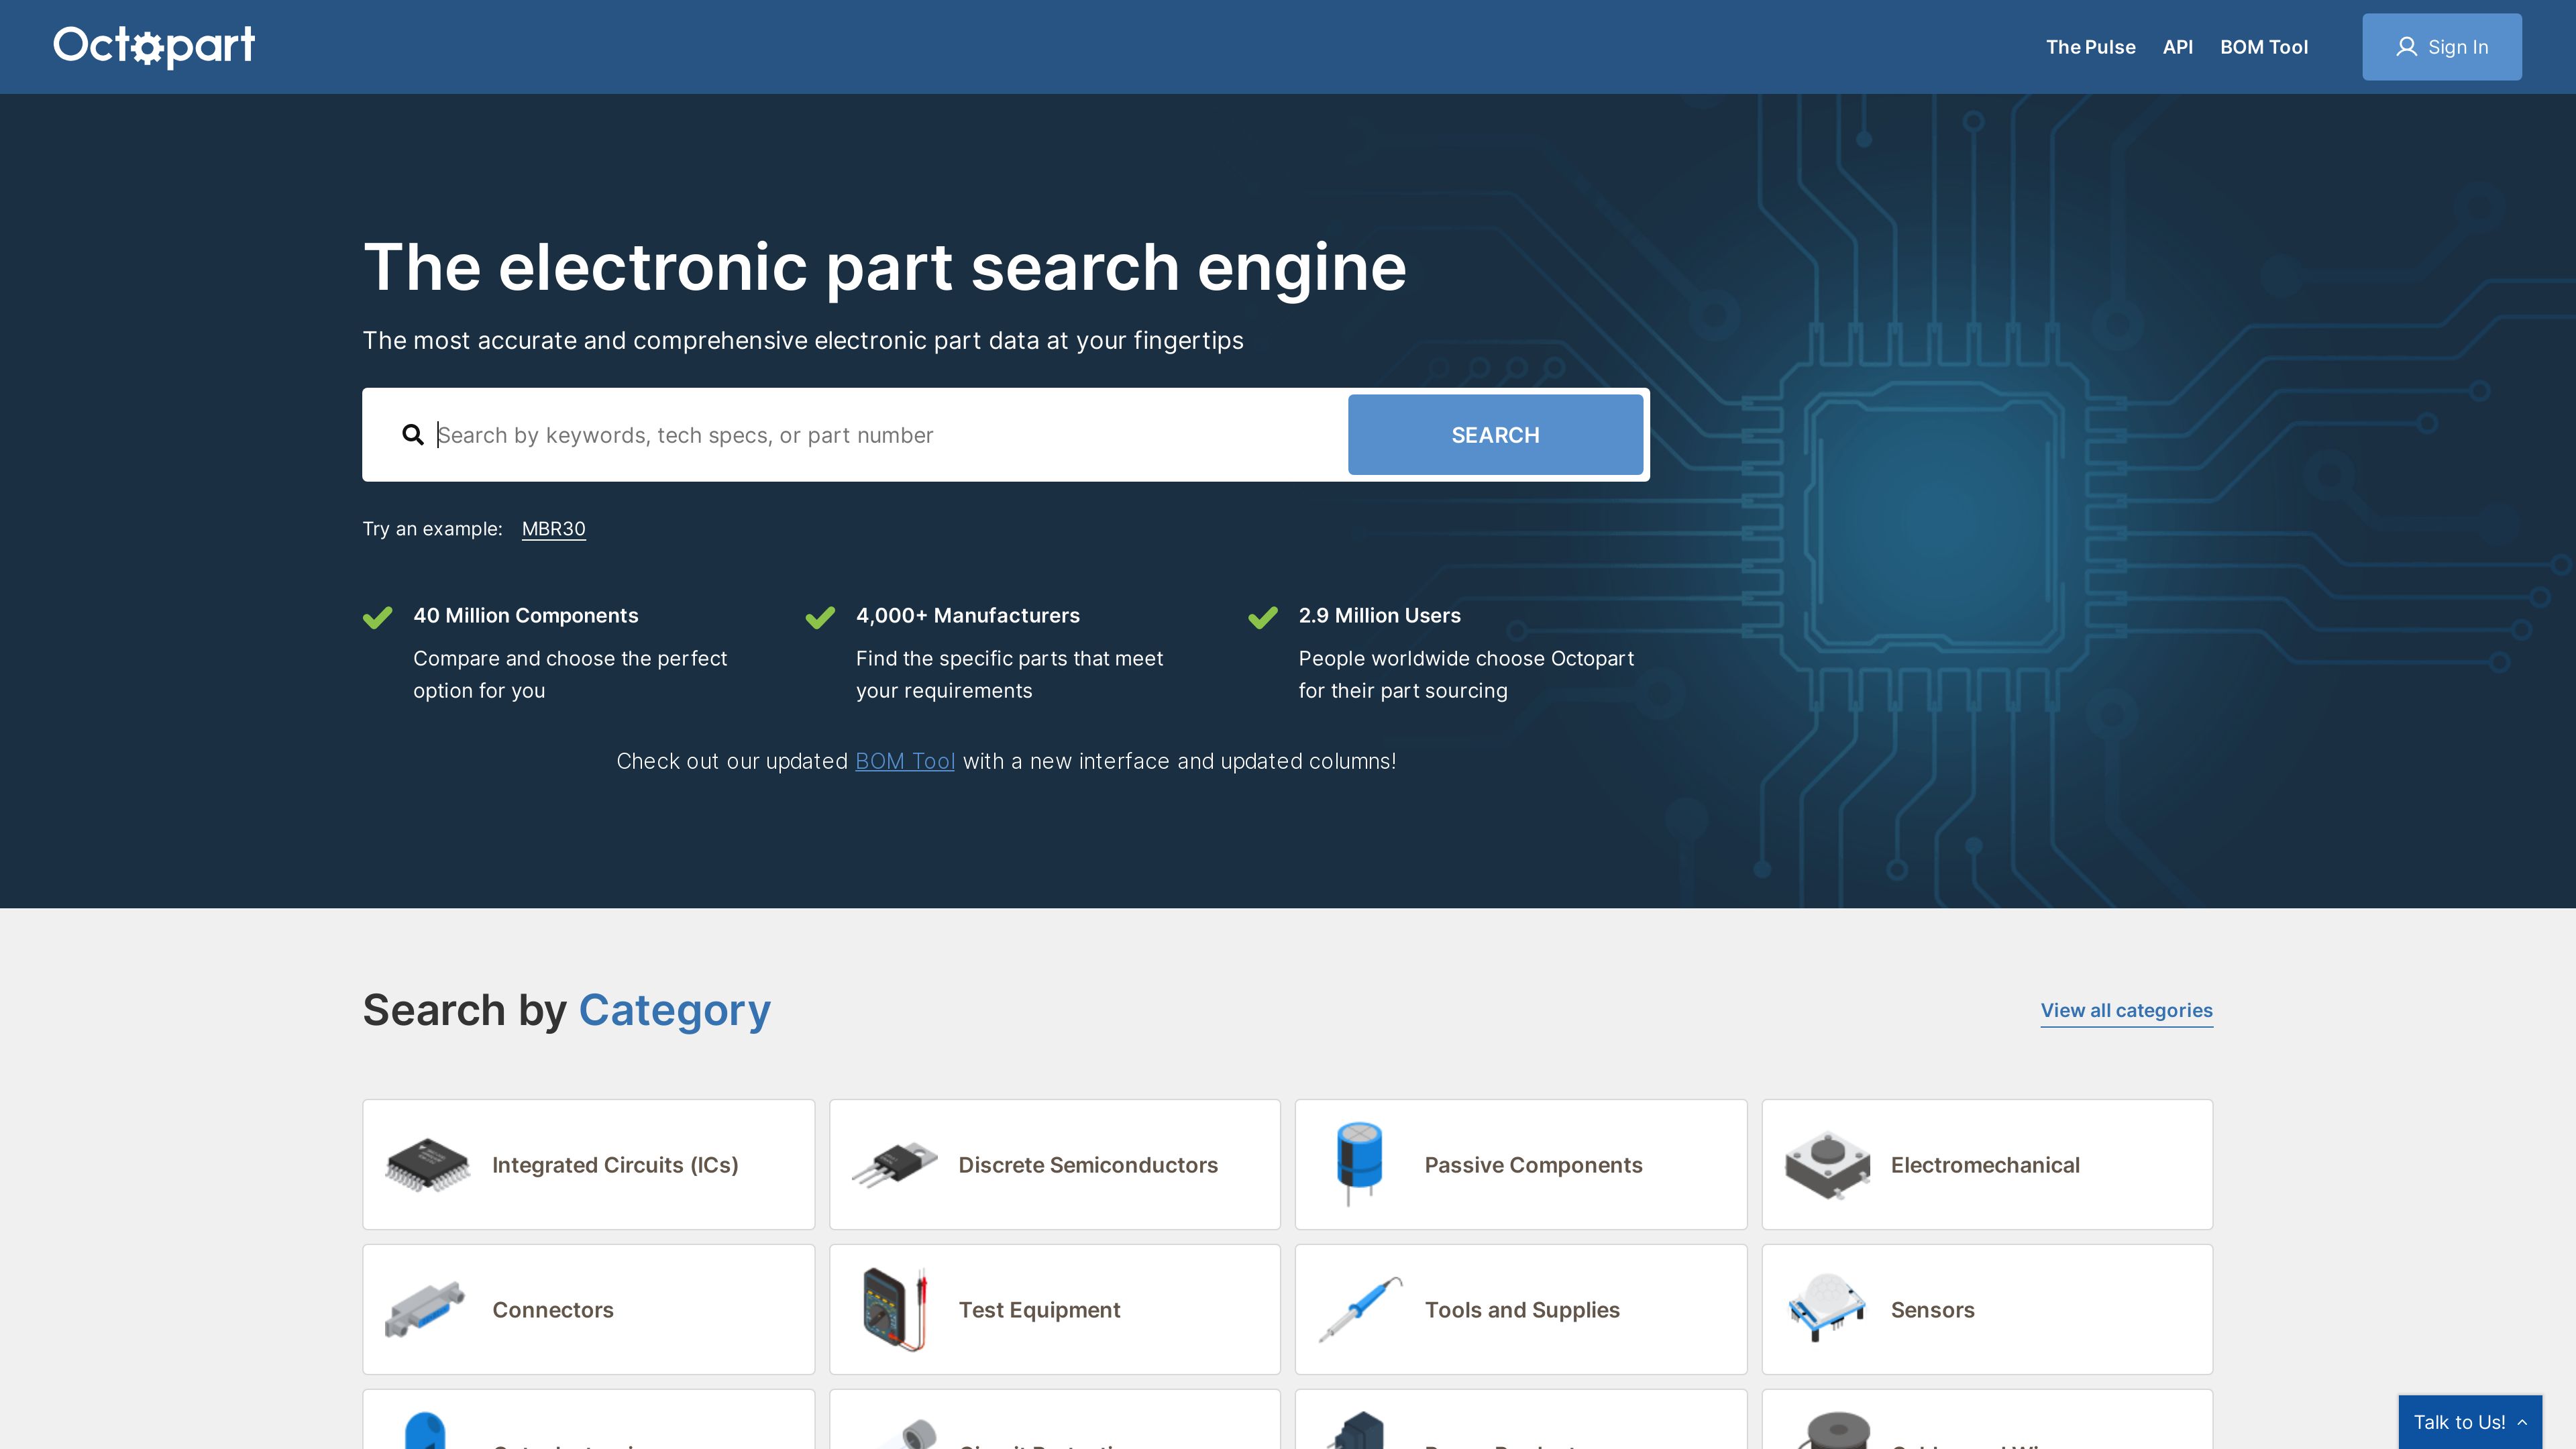 Octopart
The Pulse
API
BOM Tool
Sign In
The electronic part search engine
The most accurate and comprehensive electronic part data at your fingertips
Search by keywords, tech specs, or part number
SEARCH
Try an example: MBR30
40 Million Components
Compare and choose the perfect
option for you
4,000+ Manufacturers
Find the specific parts that meet
your requirements
2.9 Million Users
People worldwide choose Octopart
for their part sourcing
Check out our updated BOM Tool with a new interface and updated columns!
Search by Category
View all categories
Integrated Circuits (ICs)
Discrete Semiconductors
Passive Components
Electromechanical
Connectors
Test Equipment
Tools and Supplies
Sensors
Talk to Us!